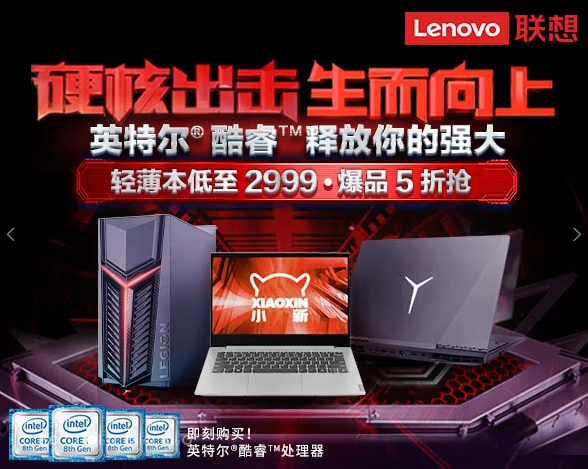 Lenovo 联想
硬核出击 生而向上
英特尔® 酷睿™ 释放你的强大
轻薄本低至 2999·爆品 5 折抢
LEGION
XIAOXIN
小新
intel
CORE i7
8th Gen
intel
CORE i
8th Gen
intel
CORE i5
8th Gen
intel
CORE i3
8th Gen
即刻购买！
英特尔®酷睿™处理器